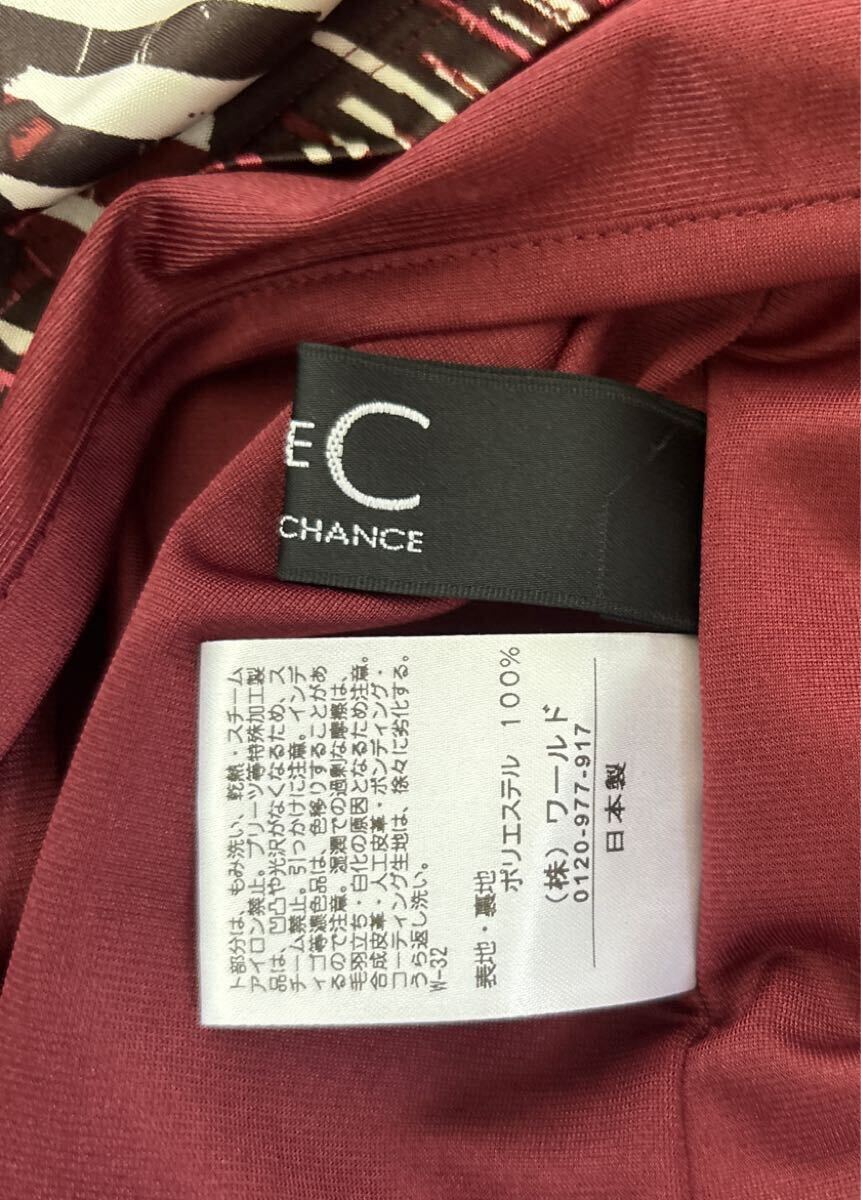 E C
CHANCE
ト部分は、もみ洗い、乾熱・スチーム
アイロン禁止。プリーツ等特殊加工製
品は、凹凸や光沢がなくなるため、ス
チーム禁止。引っかけに注意。インデ
ィゴ等濃色品は、色移りすることがあ
るので注意。湿潤での過剰な摩擦は、
毛羽立ち・白化の原因となるため注意。
合成皮革・人工皮革・ボンディング・
コーティング生地は、徐々に劣化する。
うら返し洗い。
W-32
表地・裏地
ポリエステル 100%
(株) ワールド
0120-977-917
日本製